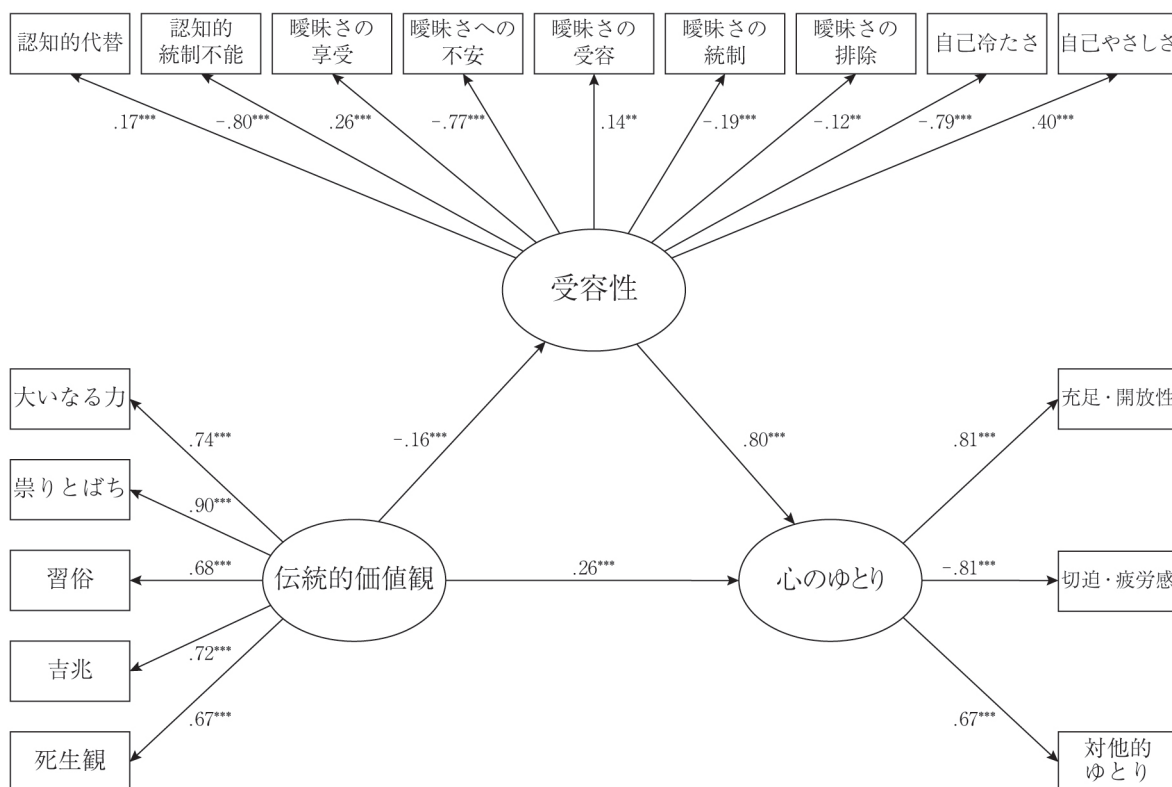 認知的代替
認知的
統制不能
曖昧さの
享受
曖昧さへの
不安
曖昧さの
受容
曖昧さの
統制
曖昧さの
排除
自己冷たさ
自己やさしさ
.17***
-.80***
.26***
-.77***
.14**
-.19***
-.12**
-.79***
.40***
受容性
大いなる力
祟りとばち
習俗
吉兆
死生観
.74***
.90***
.68***
.72***
.67***
伝統的価値観
-.16***
.80***
.26***
心のゆとり
.81***
-.81***
.67***
充足・開放性
切迫・疲労感
対他的
ゆとり